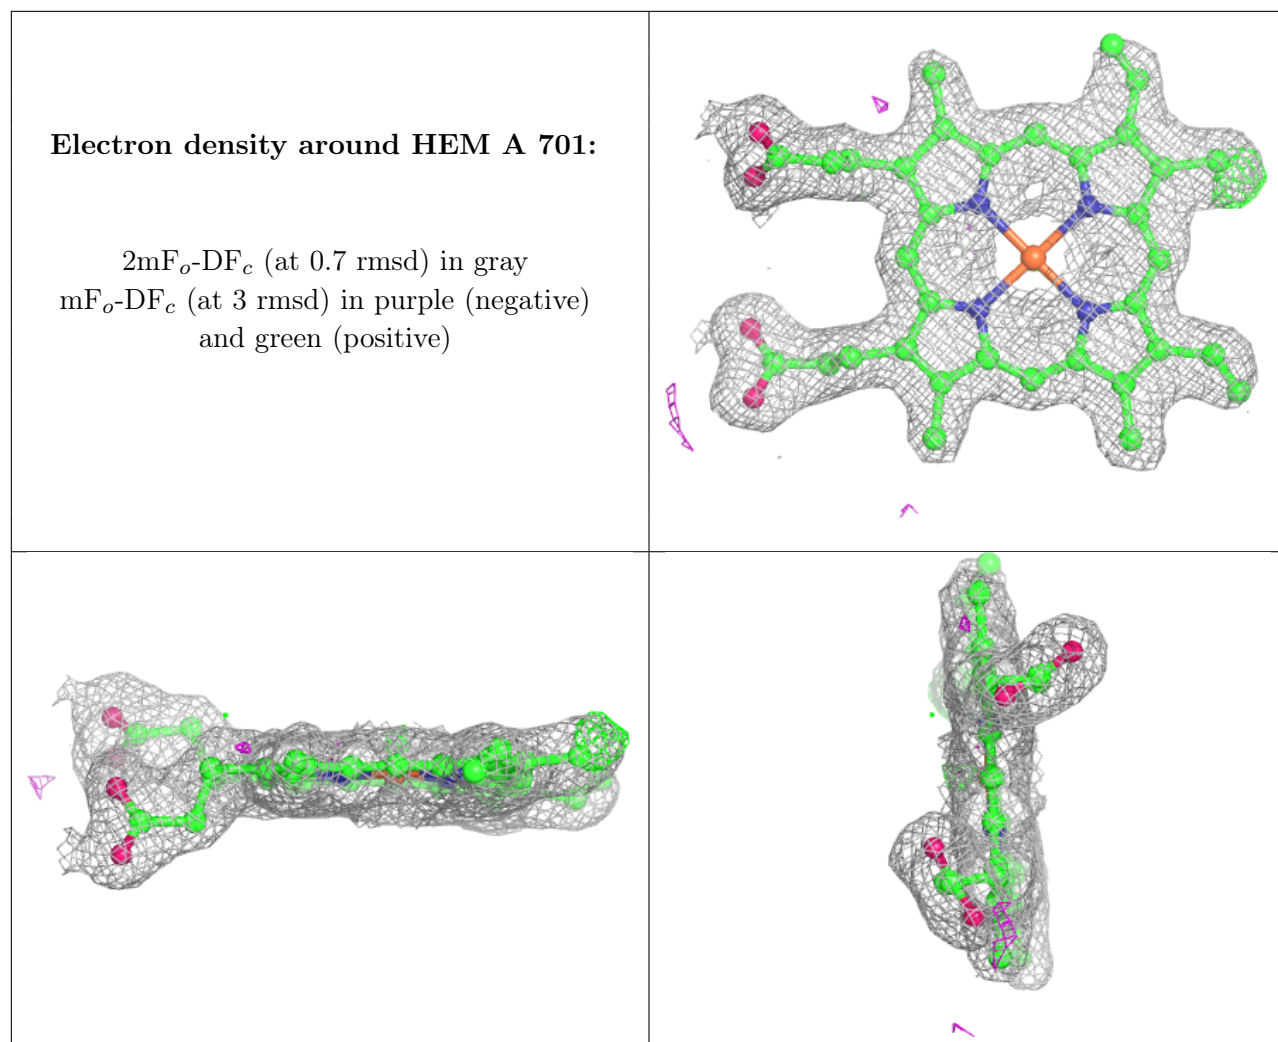 Electron density around HEM A 701:
2mFo-DFc (at 0.7 rmsd) in gray
mFo-DFc (at 3 rmsd) in purple (negative)
and green (positive)